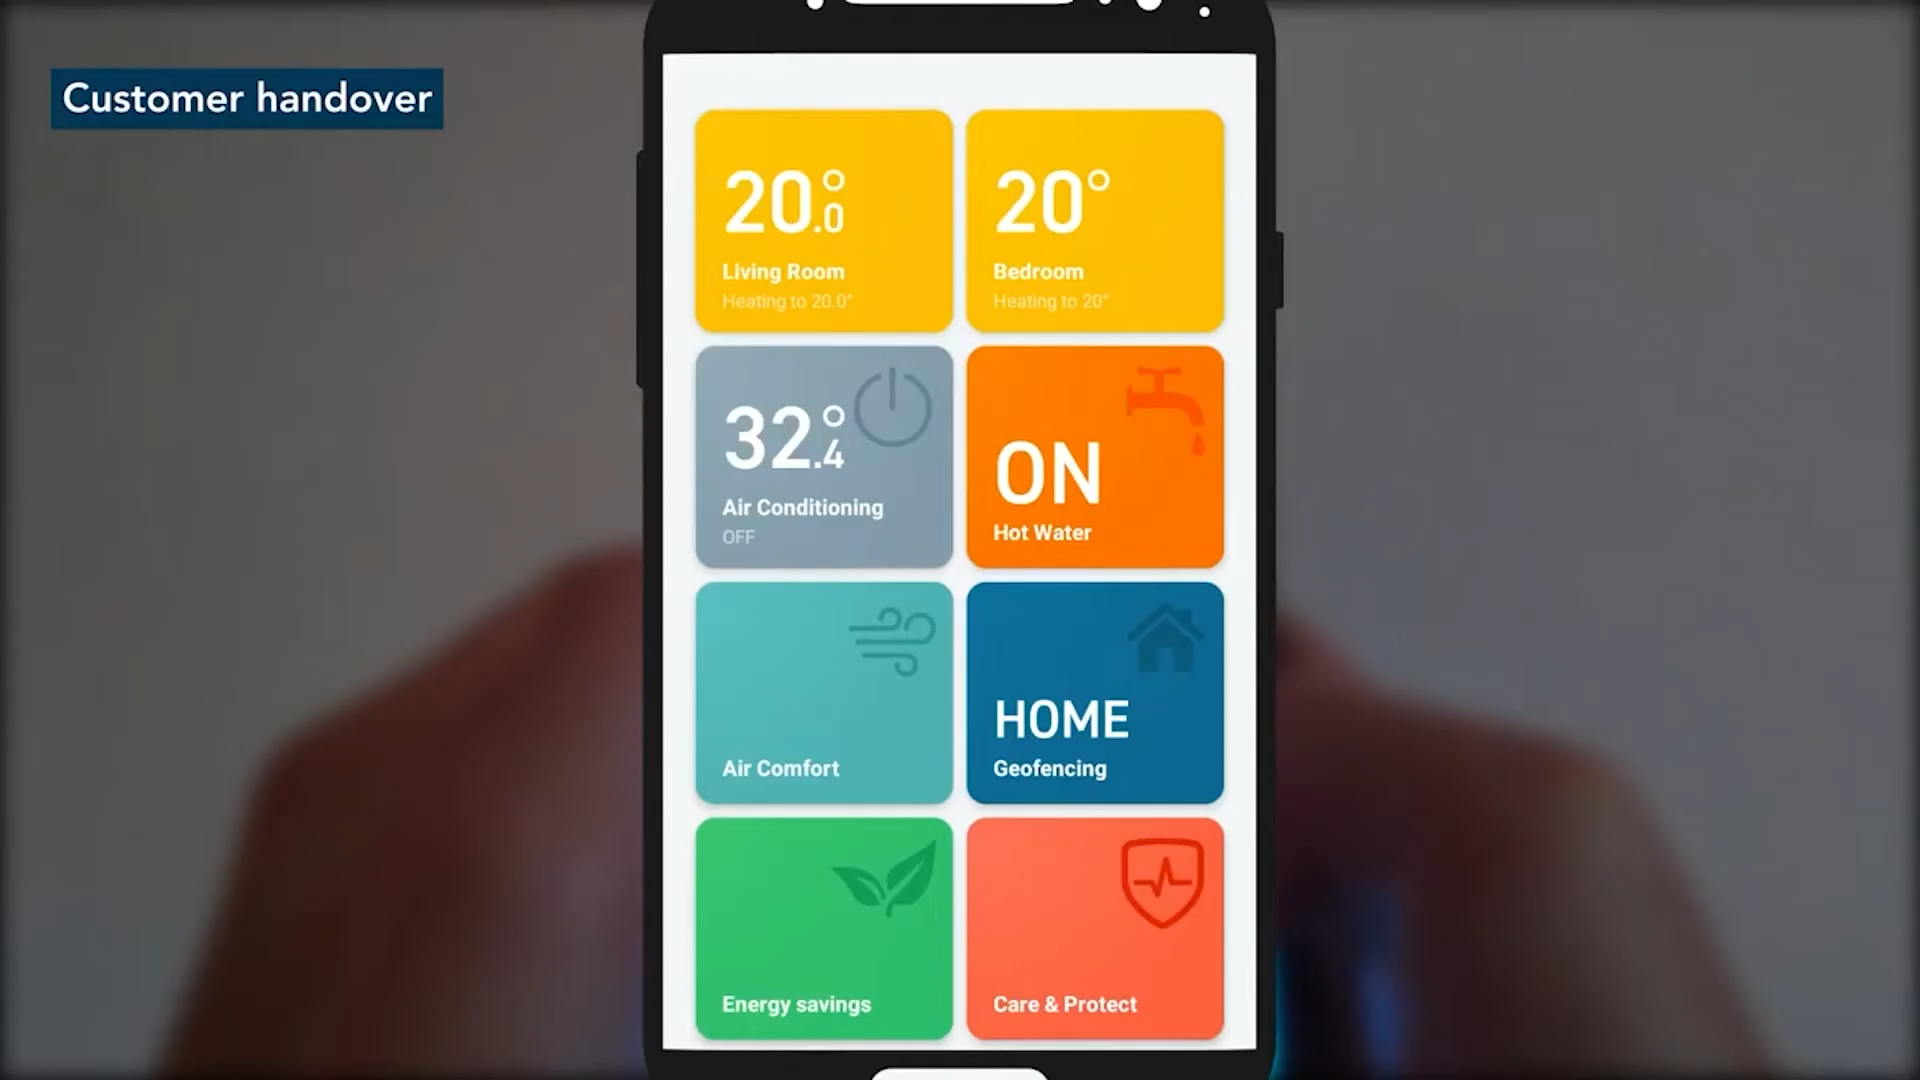 Customer handover
20.0°
Living Room
Heating to 20.0°
20°
Bedroom
Heating to 20°
32.4°
Air Conditioning
OFF
ON
Hot Water
Air Comfort
HOME
Geofencing
Energy savings
Care & Protect